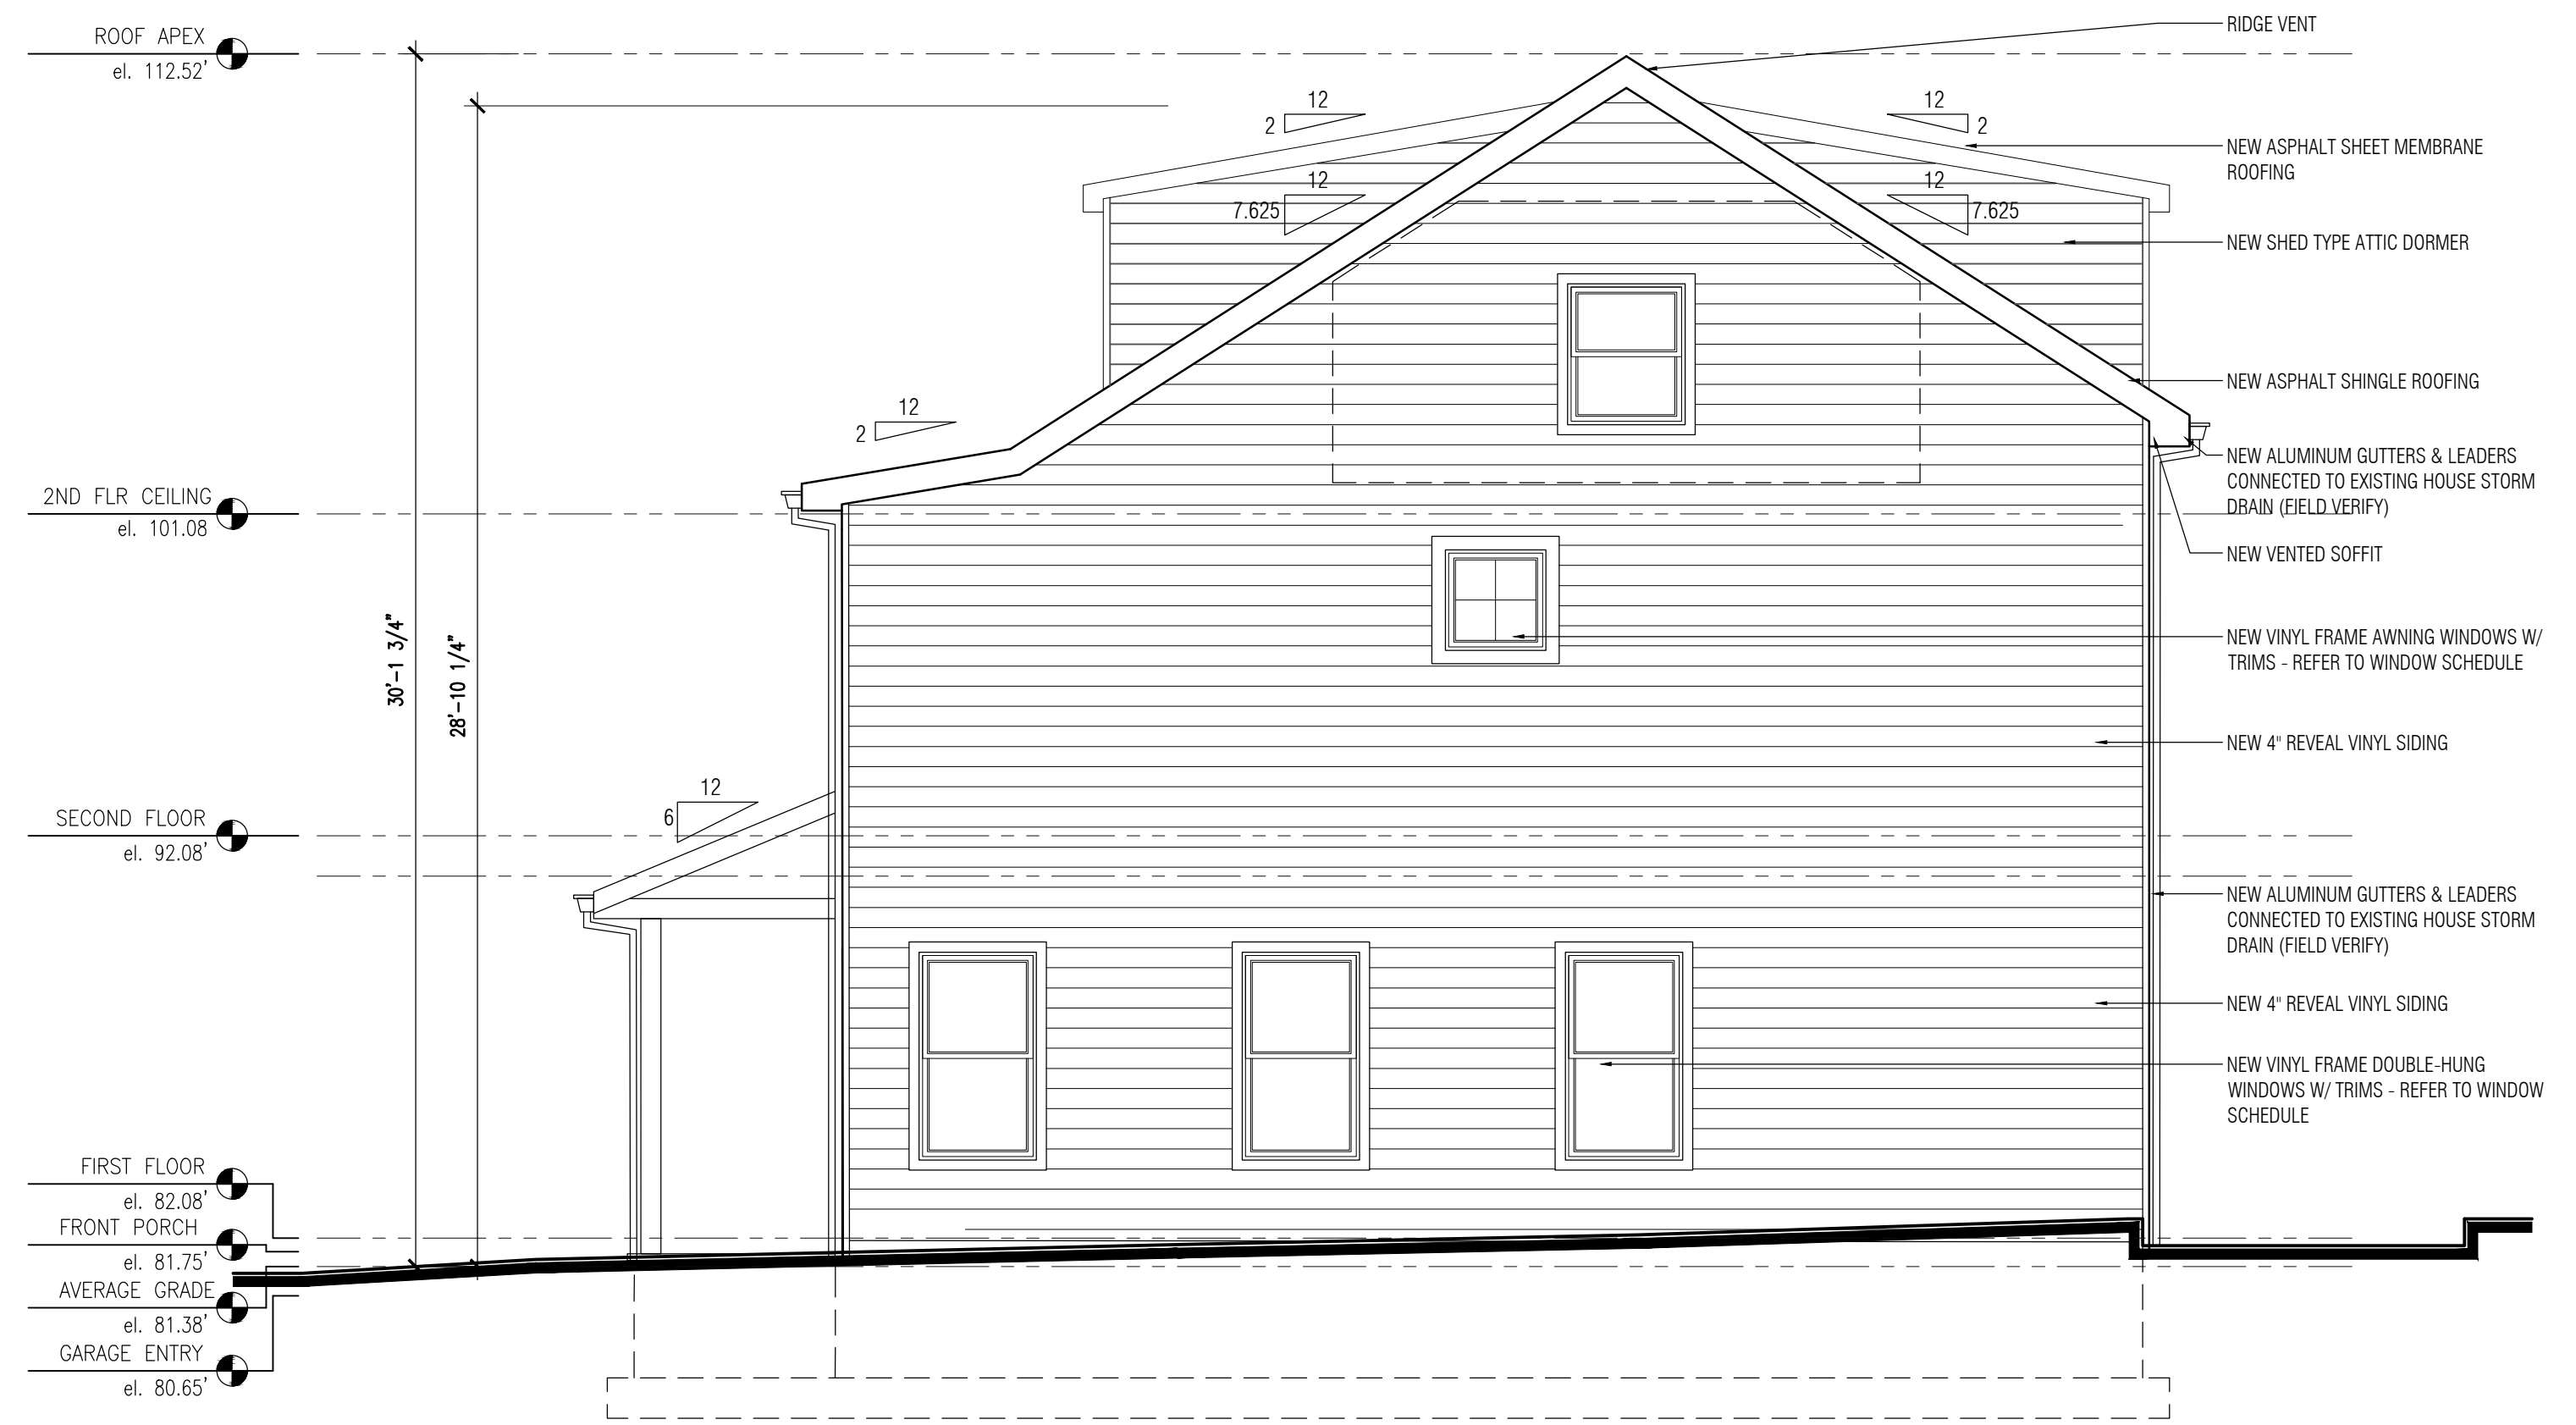 ROOF APEX
el. 112.52'
2ND FLR CEILING
el. 101.08
SECOND FLOOR
el. 92.08'
FIRST FLOOR
el. 82.08'
FRONT PORCH
el. 81.75'
AVERAGE GRADE
el. 81.38'
GARAGE ENTRY
el. 80.65'
30'-1 3/4"
28'-10 1/4"
12
2
12
2
12
7.625
12
7.625
12
2
12
6
RIDGE VENT
NEW ASPHALT SHEET MEMBRANE
ROOFING
NEW SHED TYPE ATTIC DORMER
NEW ASPHALT SHINGLE ROOFING
NEW ALUMINUM GUTTERS & LEADERS
CONNECTED TO EXISTING HOUSE STORM
DRAIN (FIELD VERIFY)
NEW VENTED SOFFIT
NEW VINYL FRAME AWNING WINDOWS W/
TRIMS - REFER TO WINDOW SCHEDULE
NEW 4" REVEAL VINYL SIDING
NEW ALUMINUM GUTTERS & LEADERS
CONNECTED TO EXISTING HOUSE STORM
DRAIN (FIELD VERIFY)
NEW 4" REVEAL VINYL SIDING
NEW VINYL FRAME DOUBLE-HUNG
WINDOWS W/ TRIMS - REFER TO WINDOW
SCHEDULE